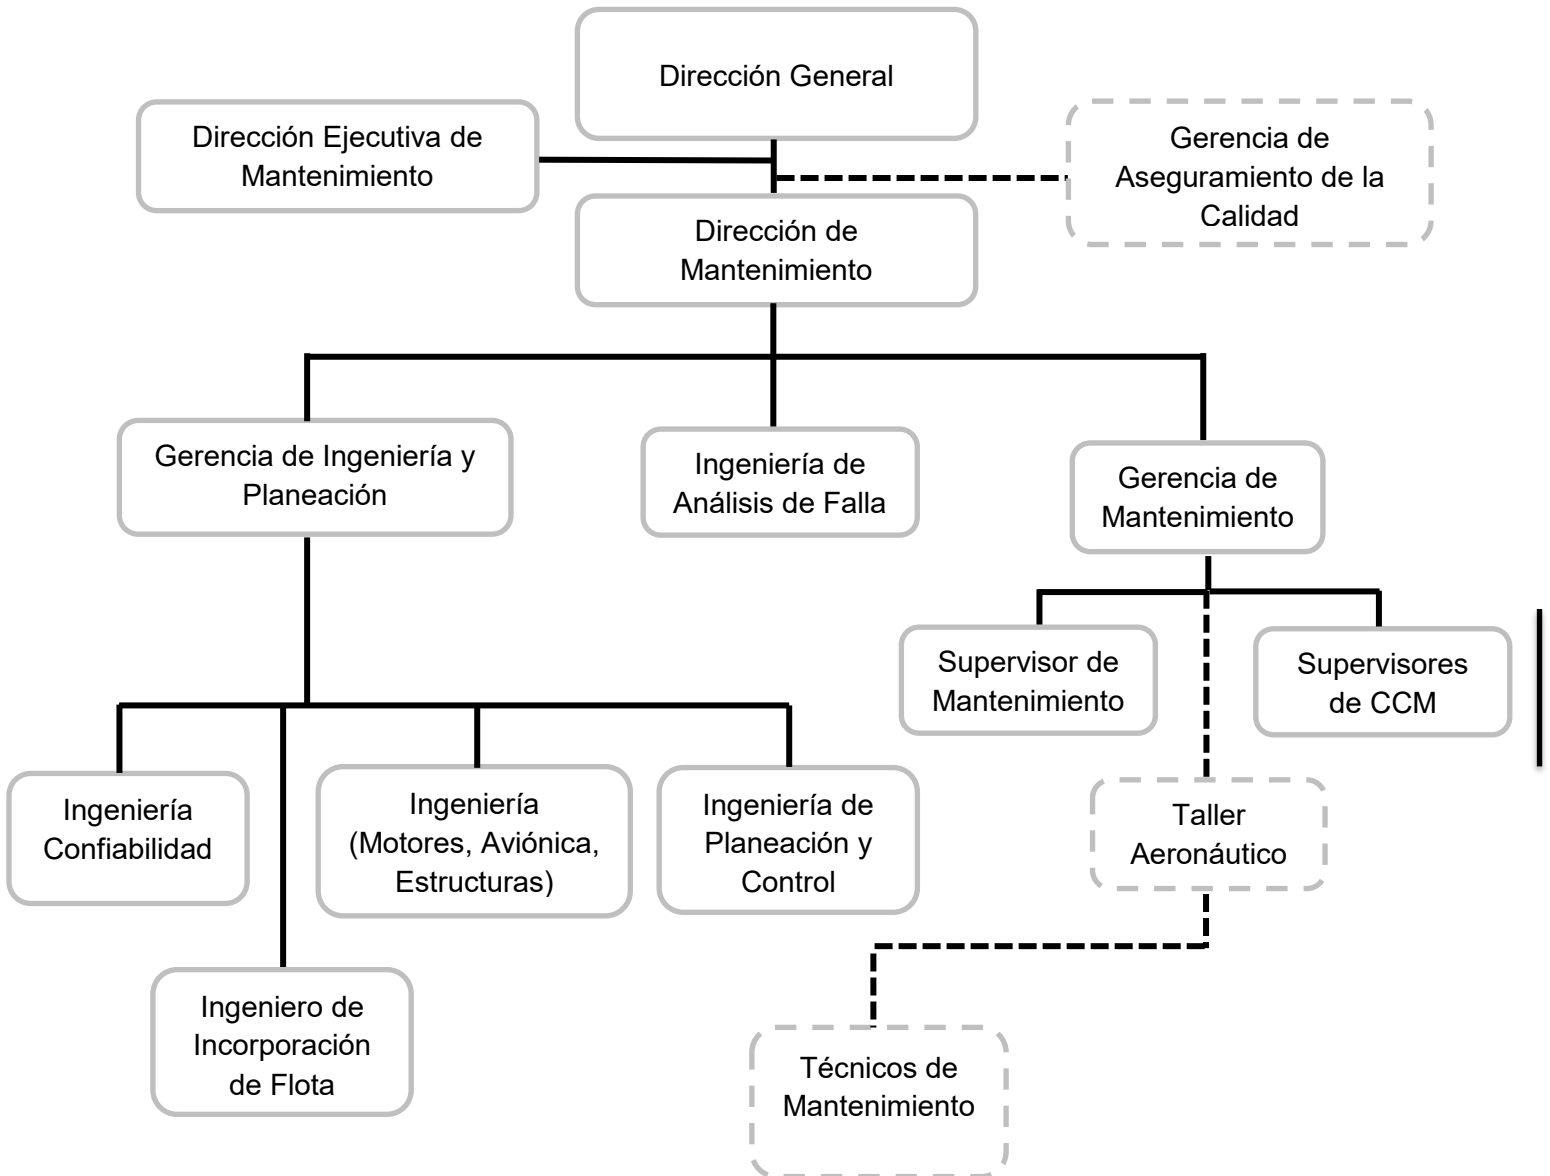 Dirección General
Dirección Ejecutiva de
Mantenimiento
Gerencia de
Aseguramiento de la
Calidad
Dirección de
Mantenimiento
Gerencia de Ingeniería y
Planeación
Ingeniería de
Análisis de Falla
Gerencia de
Mantenimiento
Supervisor de
Mantenimiento
Supervisores
de CCM
Ingeniería
Confiabilidad
Ingeniería
(Motores, Aviónica,
Estructuras)
Ingeniería de
Planeación y
Control
Taller
Aeronáutico
Ingeniero de
Incorporación
de Flota
Técnicos de
Mantenimiento